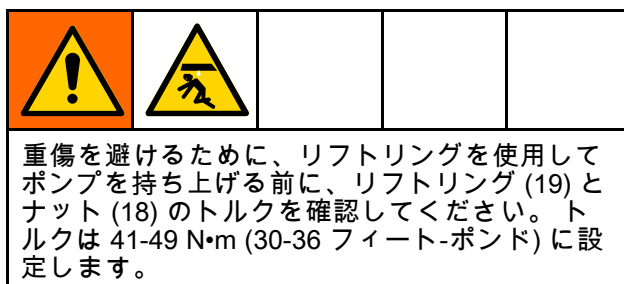 重傷を避けるために、リフトリングを使用して
ポンプを持ち上げる前に、リフトリング (19) と
ナット (18) のトルクを確認してください。 ト
ルクは 41-49 N•m (30-36 フィート-ポンド) に設
定します。